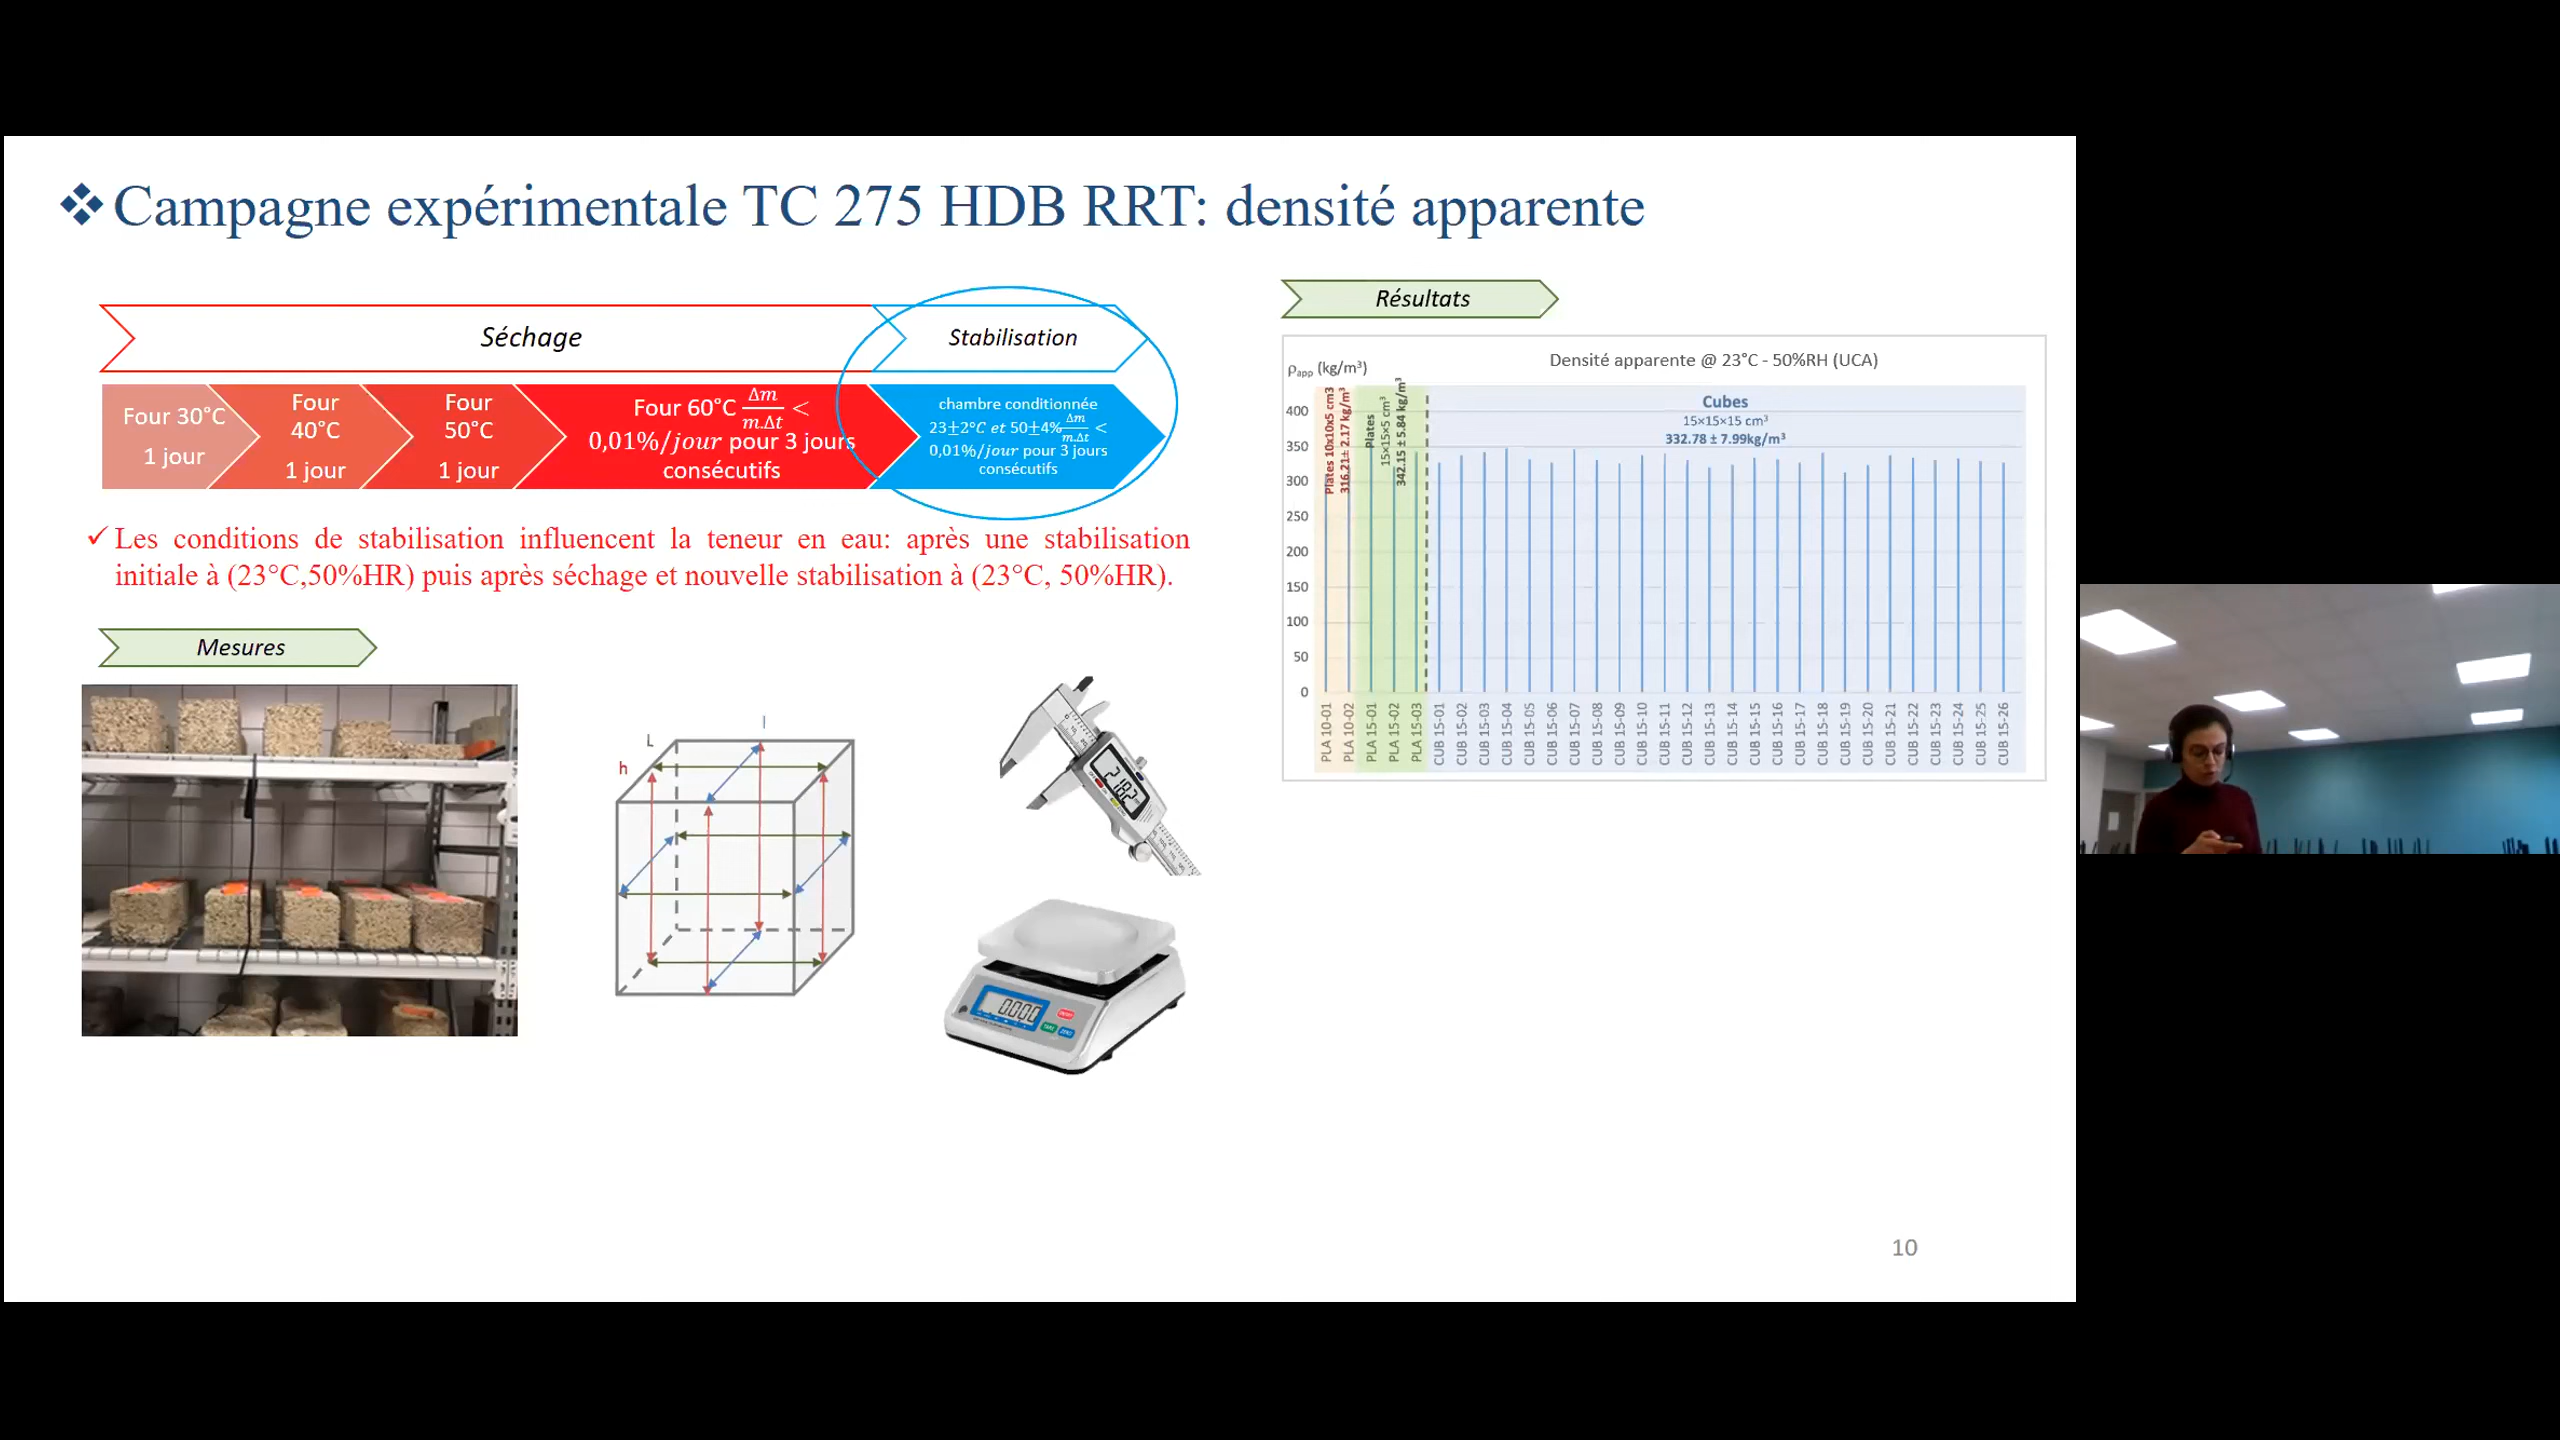 ❖Campagne expérimentale TC 275 HDB RRT: densité apparente
Séchage
Stabilisation
Four 30°C
1 jour
Four
40°C
1 jour
Four
50°C
1 jour
Four 60°C Δm/m.Δt <
0,01%/jour pour 3 jours
consécutifs
chambre conditionnée
23±2°C et 50±4% Δm/m.Δt <
0,01%/jour pour 3 jours
consécutifs
✓ Les conditions de stabilisation influencent la teneur en eau: après une stabilisation
initiale à (23°C,50%HR) puis après séchage et nouvelle stabilisation à (23°C, 50%HR).
Mesures
l
L
h
2182
0.000
Résultats
Densité apparente @ 23°C - 50%RH (UCA)
ρapp (kg/m³)
400
350
300
250
200
150
100
50
0
Plates 10x10x5 cm3
316.21± 2.17 kg/m³
Plates
15×15×5 cm³
342.15 ± 5.84 kg/m³
Cubes
15×15×15 cm³
332.78 ± 7.99kg/m³
PLA 10-01
PLA 10-02
PLA 15-01
PLA 15-02
PLA 15-03
CUB 15-01
CUB 15-02
CUB 15-03
CUB 15-04
CUB 15-05
CUB 15-06
CUB 15-07
CUB 15-08
CUB 15-09
CUB 15-10
CUB 15-11
CUB 15-12
CUB 15-13
CUB 15-14
CUB 15-15
CUB 15-16
CUB 15-17
CUB 15-18
CUB 15-19
CUB 15-20
CUB 15-21
CUB 15-22
CUB 15-23
CUB 15-24
CUB 15-25
CUB 15-26
10